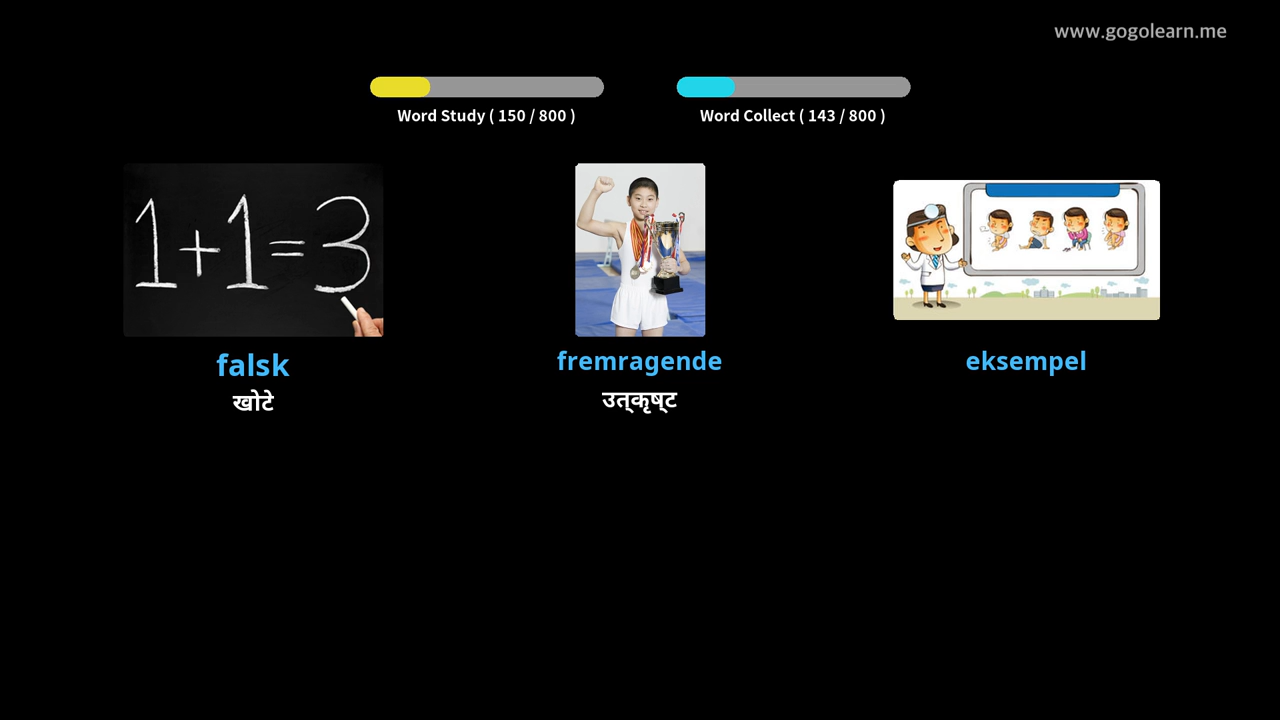 www.gogolearn.me
Word Study ( 150 / 800 )
Word Collect ( 143 / 800 )
1+1=3
falsk
fremragende
eksempel
खोटे
उत्कृष्ट